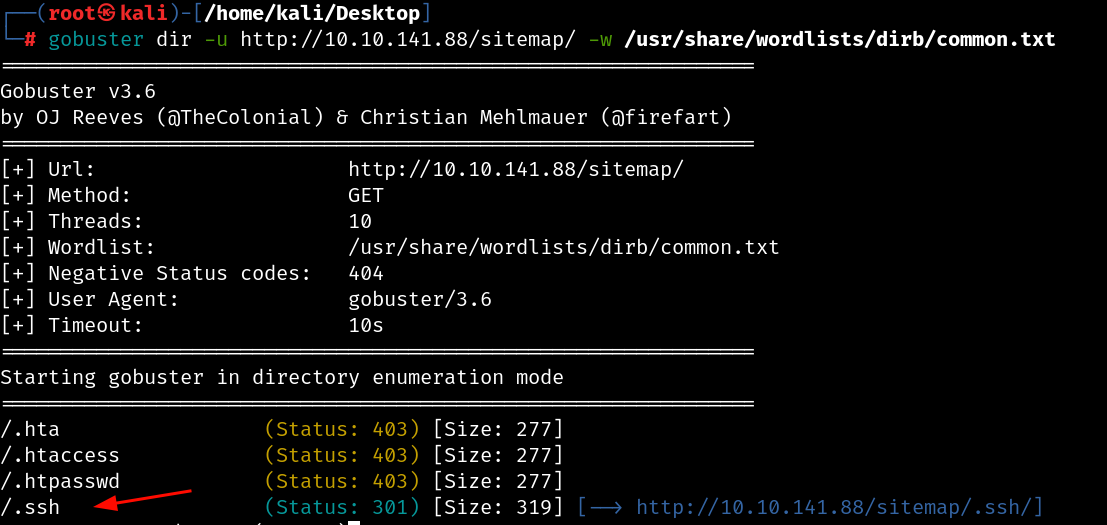 ┌──(root㉿kali)-[/home/kali/Desktop]
└─# gobuster dir -u http://10.10.141.88/sitemap/ -w /usr/share/wordlists/dirb/common.txt
===============================================================
Gobuster v3.6
by OJ Reeves (@TheColonial) & Christian Mehlmauer (@firefart)
===============================================================
[+] Url:                     http://10.10.141.88/sitemap/
[+] Method:                  GET
[+] Threads:                 10
[+] Wordlist:                /usr/share/wordlists/dirb/common.txt
[+] Negative Status codes:   404
[+] User Agent:              gobuster/3.6
[+] Timeout:                 10s
===============================================================
Starting gobuster in directory enumeration mode
===============================================================
/.hta                 (Status: 403) [Size: 277]
/.htaccess            (Status: 403) [Size: 277]
/.htpasswd            (Status: 403) [Size: 277]
/.ssh                 (Status: 301) [Size: 319] [--> http://10.10.141.88/sitemap/.ssh/]